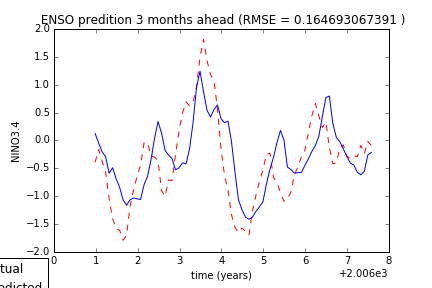 ENSO predition 3 months ahead (RMSE = 0.164693067391 )
2.0
1.5
1.0
0.5
0.0
−0.5
−1.0
−1.5
−2.0
NINO3.4
0 1 2 3 4 5 6 7 8
time (years)
+2.006e3
tual
edicted